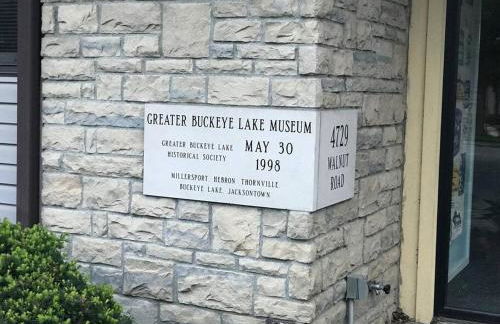 GREATER BUCKEYE LAKE MUSEUM
GREATER BUCKEYE LAKE
HISTORICAL SOCIETY
MAY 30
1998
MILLERSPORT HEBRON THORNVILLE
BUCKEYE LAKE, JACKSONTOWN
4729
WALNUT
ROAD